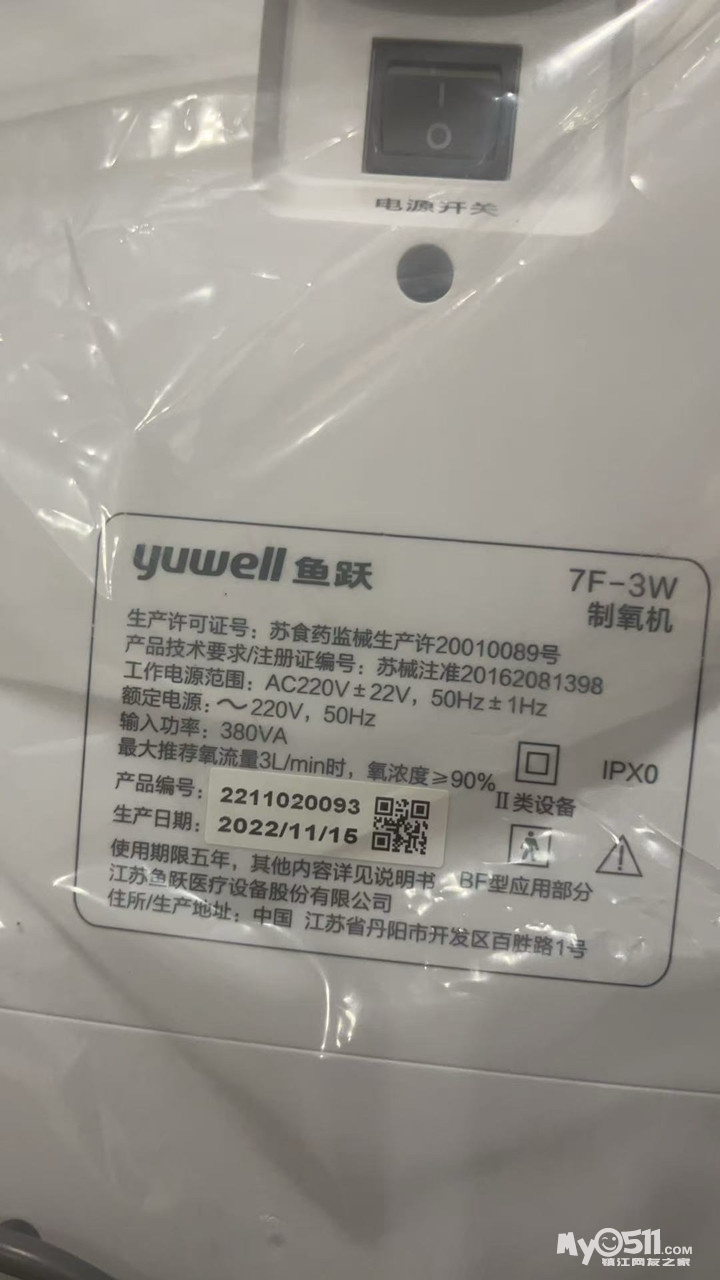 电源开关
yuwell 鱼跃
7F-3W
制氧机
生产许可证号：苏食药监械生产许20010089号
产品技术要求/注册证编号：苏械注准20162081398
工作电源范围：AC220V±22V，50Hz±1Hz
额定电源：～220V，50Hz
输入功率：380VA
最大推荐氧流量3L/min时，氧浓度≥90%
IPX0
II类设备
产品编号：2211020093
生产日期：2022/11/15
使用期限五年，其他内容详见说明书
BF型应用部分
江苏鱼跃医疗设备股份有限公司
住所/生产地址：中国 江苏省丹阳市开发区百胜路1号
My0511.com
镇江网友之家